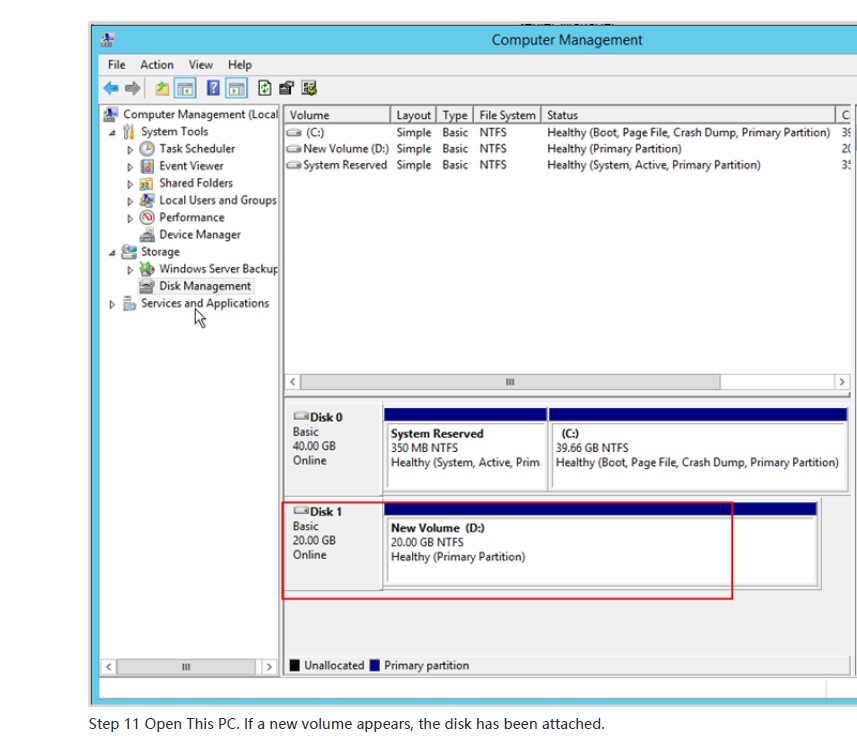 Computer Management
File Action View Help
Computer Management (Local
System Tools
Task Scheduler
Event Viewer
Shared Folders
Local Users and Groups
Performance
Device Manager
Storage
Windows Server Backup
Disk Management
Services and Applications
Volume Layout Type File System Status C
(C:) Simple Basic NTFS Healthy (Boot, Page File, Crash Dump, Primary Partition) 39
New Volume (D:) Simple Basic NTFS Healthy (Primary Partition) 20
System Reserved Simple Basic NTFS Healthy (System, Active, Primary Partition) 35
Disk 0
Basic
40.00 GB
Online
System Reserved
350 MB NTFS
Healthy (System, Active, Prim
(C:)
39.66 GB NTFS
Healthy (Boot, Page File, Crash Dump, Primary Partition)
Disk 1
Basic
20.00 GB
Online
New Volume (D:)
20.00 GB NTFS
Healthy (Primary Partition)
Unallocated Primary partition
Step 11 Open This PC. If a new volume appears, the disk has been attached.